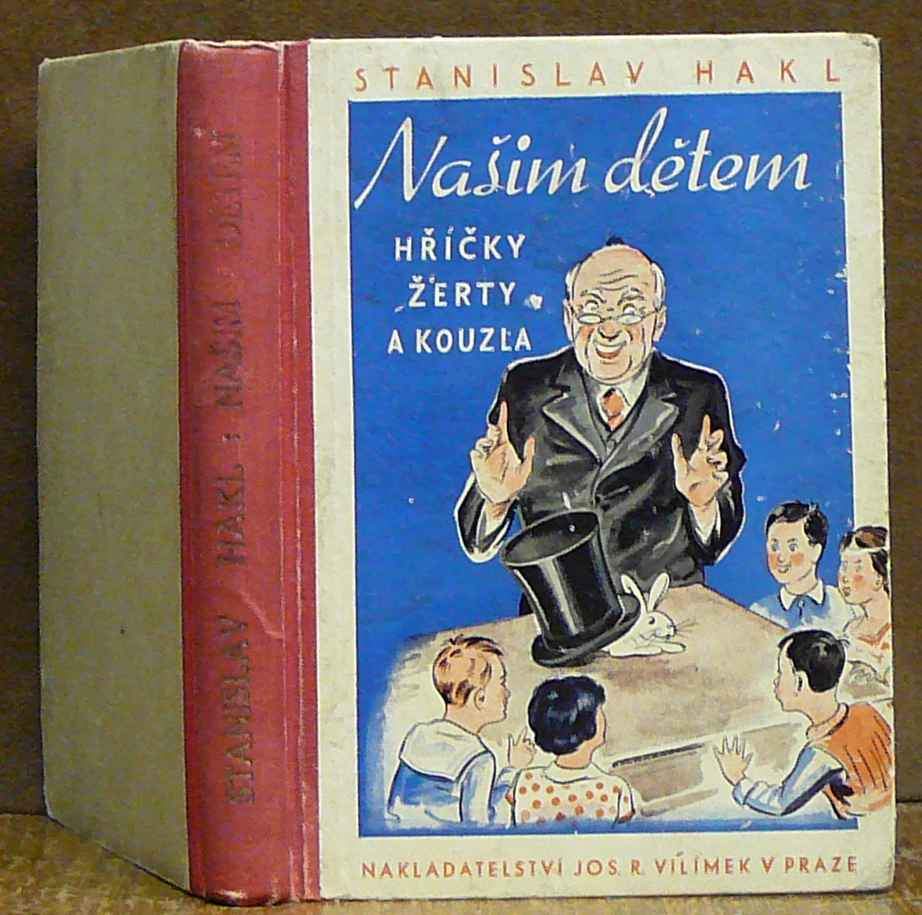 STANISLAV HAKL
Našim dětem
HŘÍČKY
ŽERTY
A KOUZLA
NAKLADATELSTVÍ JOS. R. VILÍMEK V PRAZE
STANISLAV HAKL : NAŠIM DĚTEM